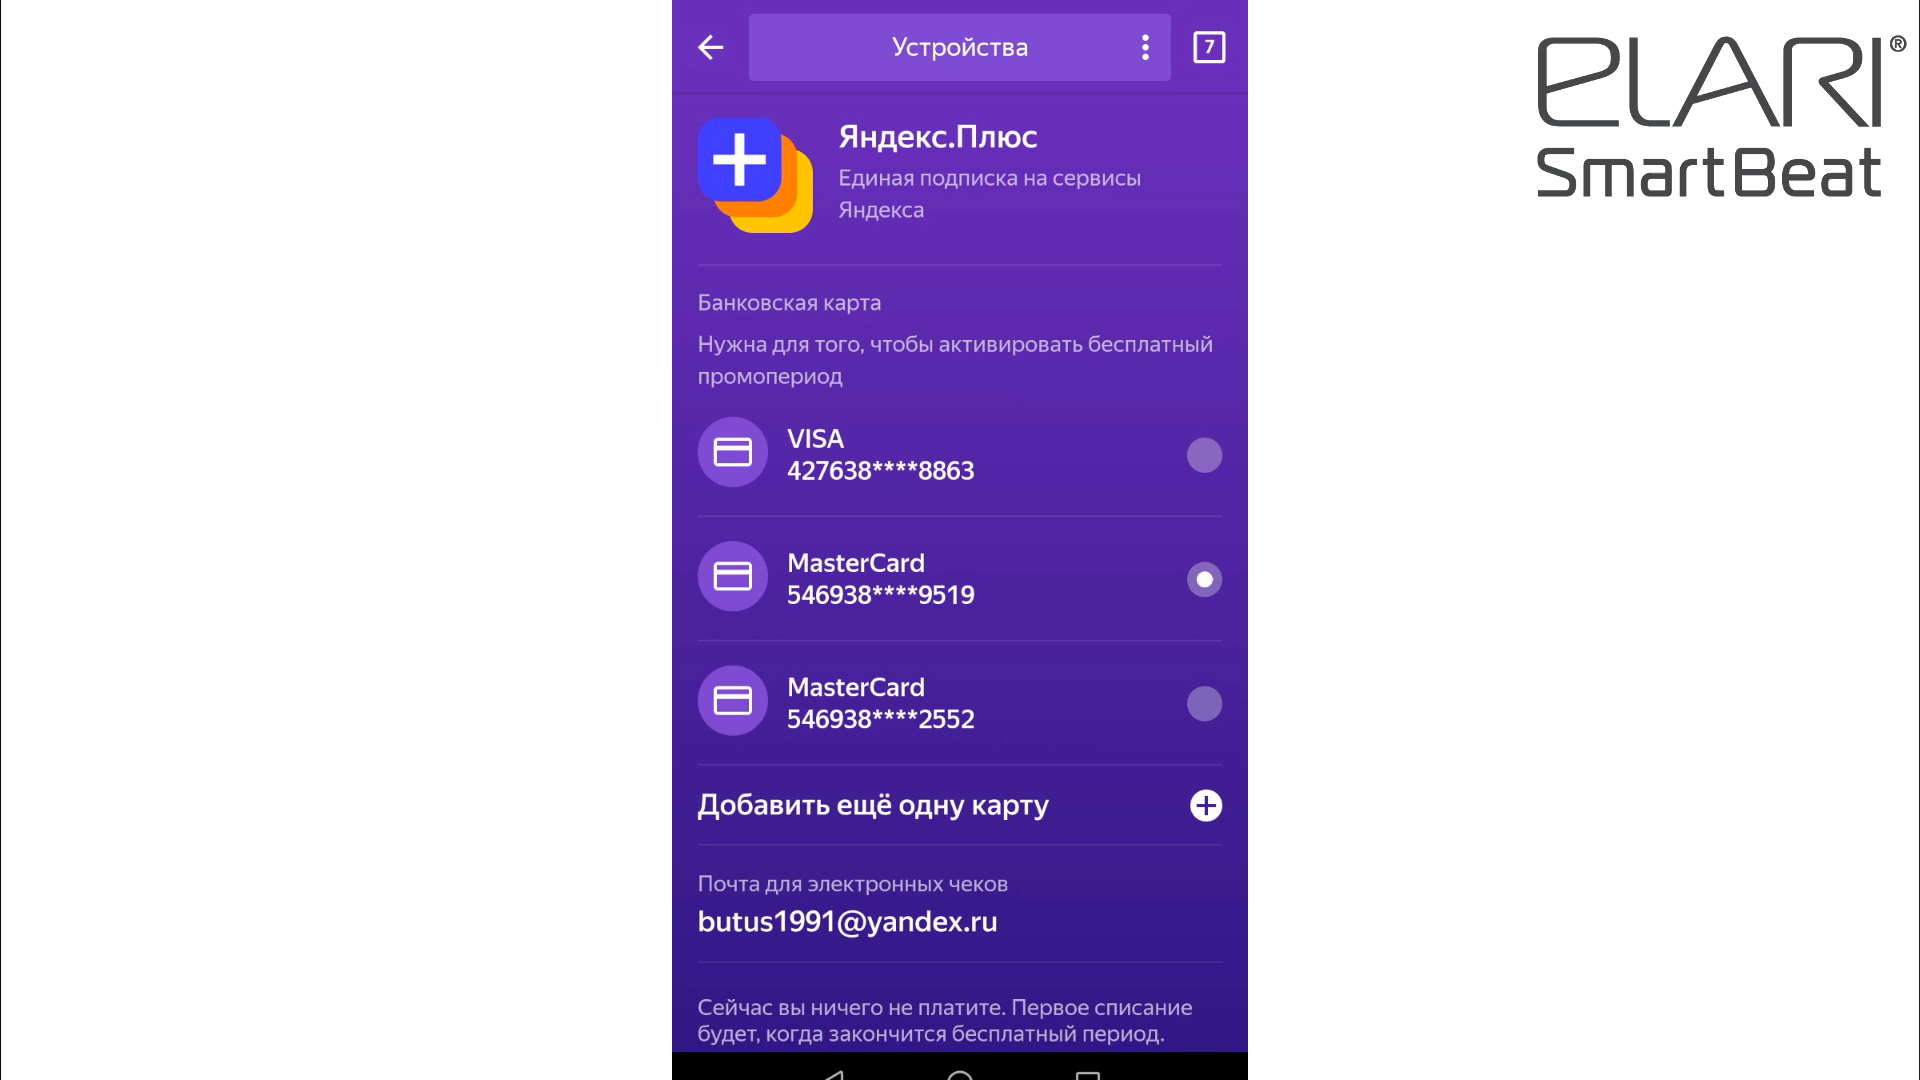 Устройства
7
Яндекс.Плюс
Единая подписка на сервисы
Яндекса
Банковская карта
Нужна для того, чтобы активировать бесплатный
промопериод
VISA
427638****8863
MasterCard
546938****9519
MasterCard
546938****2552
Добавить ещё одну карту
Почта для электронных чеков
butus1991@yandex.ru
Сейчас вы ничего не платите. Первое списание
будет, когда закончится бесплатный период.
ELARI®
SmartBeat